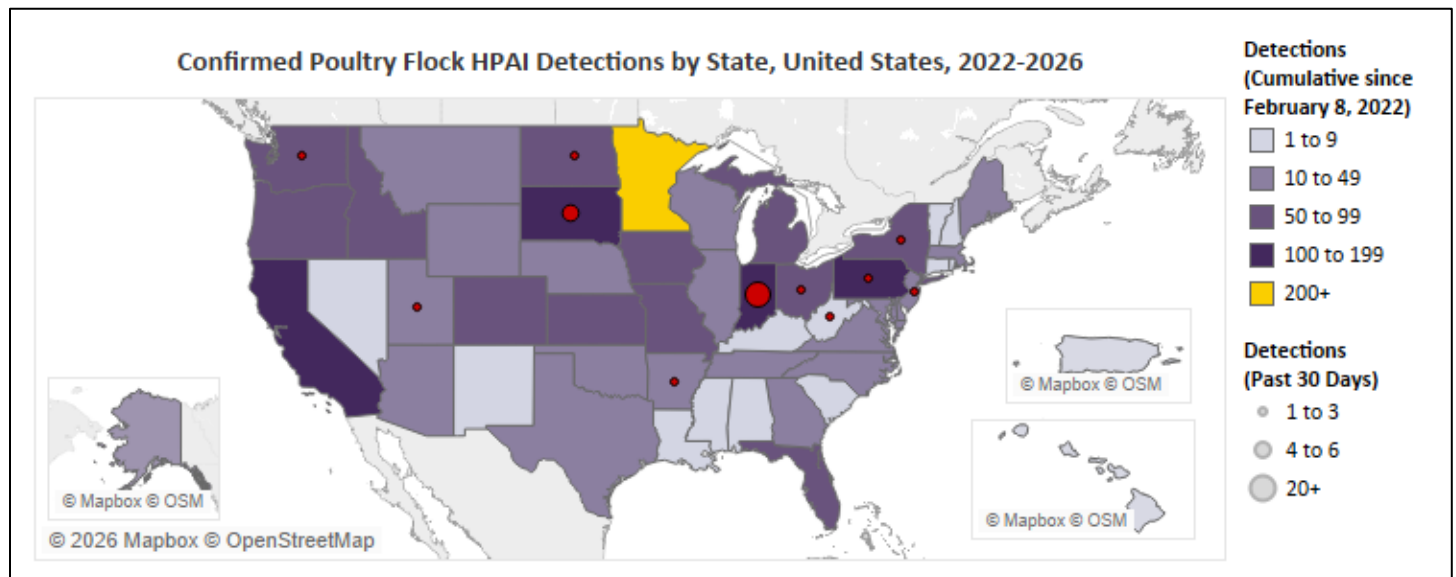 Confirmed Poultry Flock HPAI Detections by State, United States, 2022-2026
Detections
(Cumulative since
February 8, 2022)
1 to 9
10 to 49
50 to 99
100 to 199
200+
Detections
(Past 30 Days)
1 to 3
4 to 6
20+
© Mapbox © OSM
© Mapbox © OSM
© Mapbox © OSM
© 2026 Mapbox © OpenStreetMap